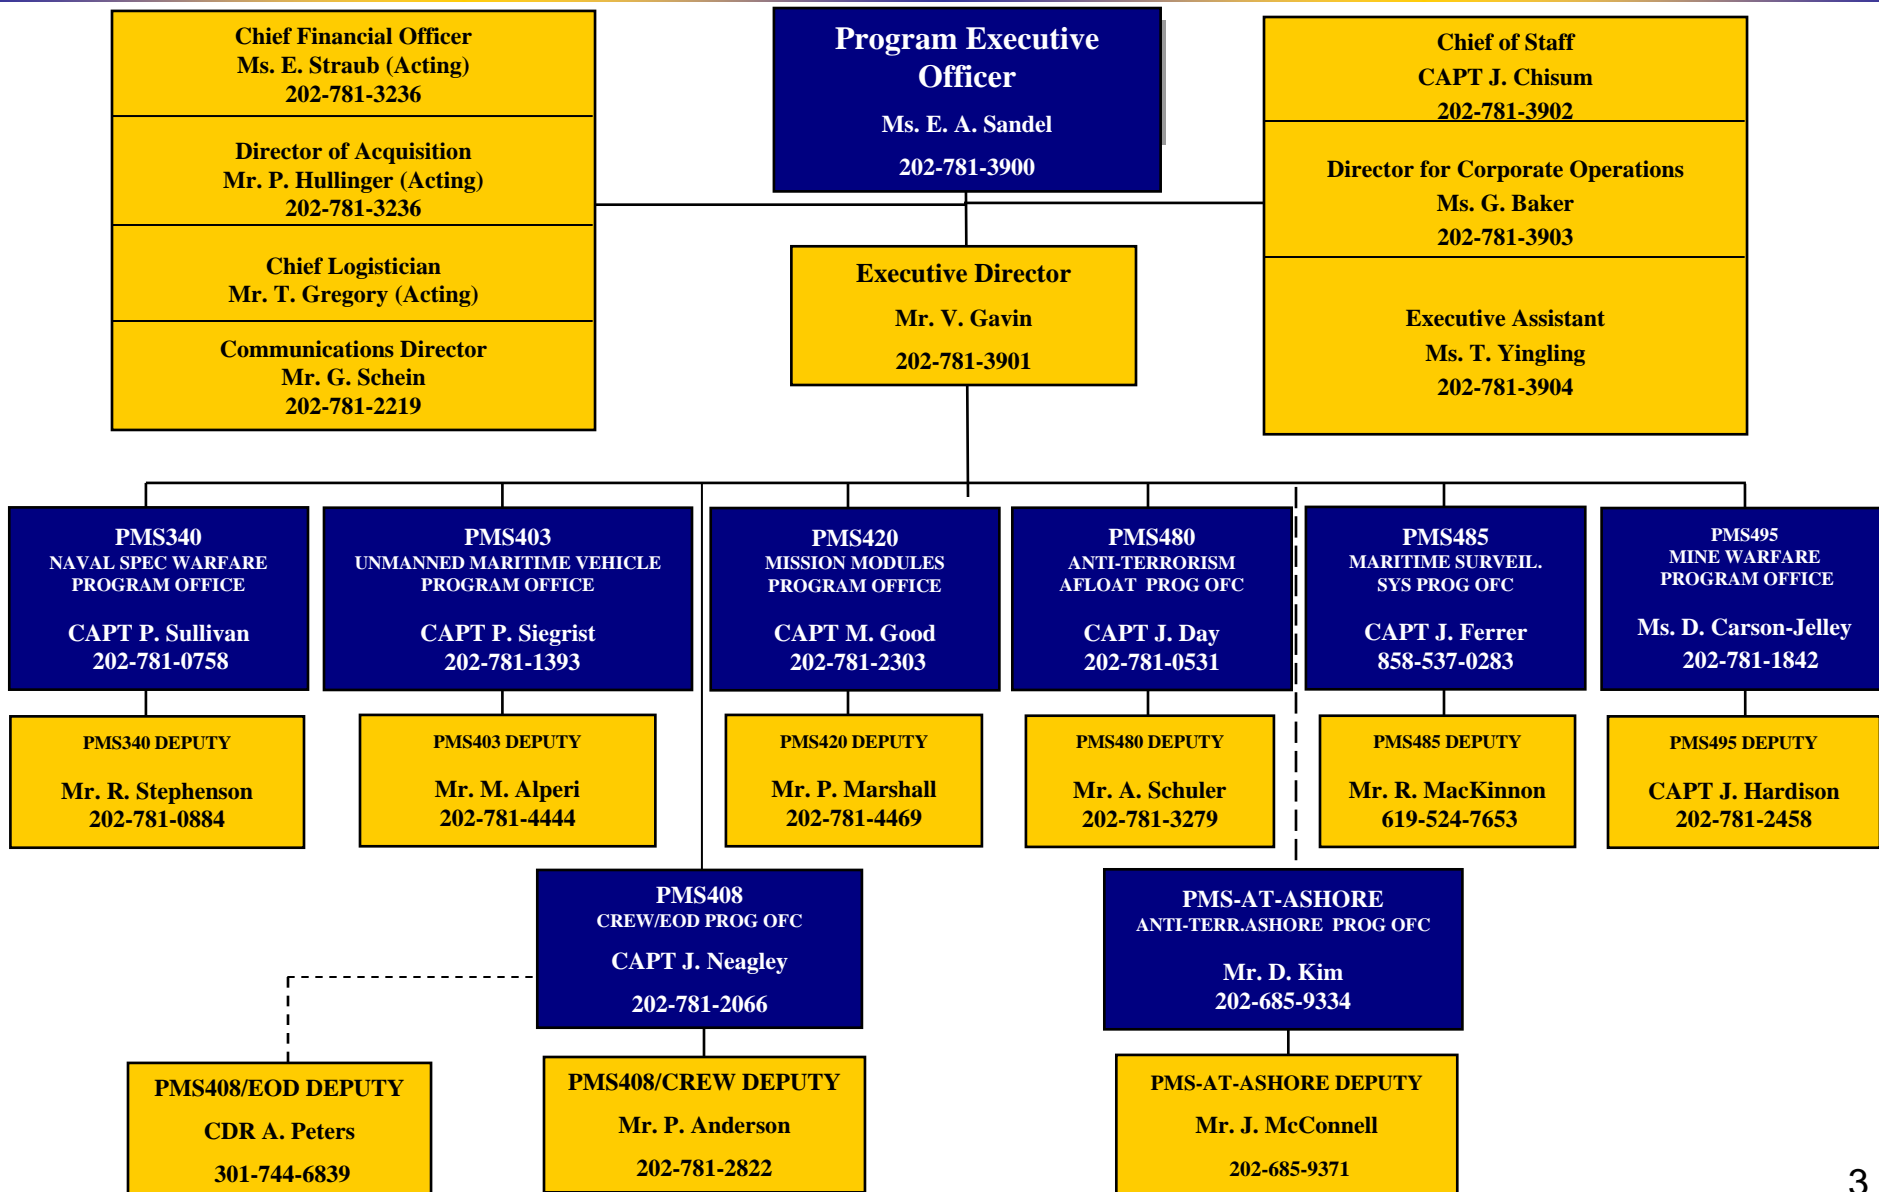 Chief Financial Officer
Ms. E. Straub (Acting)
202-781-3236
Director of Acquisition
Mr. P. Hullinger (Acting)
202-781-3236
Chief Logistician
Mr. T. Gregory (Acting)
Communications Director
Mr. G. Schein
202-781-2219
Program Executive
Officer
Ms. E. A. Sandel
202-781-3900
Executive Director
Mr. V. Gavin
202-781-3901
Chief of Staff
CAPT J. Chisum
202-781-3902
Director for Corporate Operations
Ms. G. Baker
202-781-3903
Executive Assistant
Ms. T. Yingling
202-781-3904
PMS340
NAVAL SPEC WARFARE
PROGRAM OFFICE
CAPT P. Sullivan
202-781-0758
PMS403
UNMANNED MARITIME VEHICLE
PROGRAM OFFICE
CAPT P. Siegrist
202-781-1393
PMS420
MISSION MODULES
PROGRAM OFFICE
CAPT M. Good
202-781-2303
PMS480
ANTI-TERRORISM
AFLOAT PROG OFC
CAPT J. Day
202-781-0531
PMS485
MARITIME SURVEIL.
SYS PROG OFC
CAPT J. Ferrer
858-537-0283
PMS495
MINE WARFARE
PROGRAM OFFICE
Ms. D. Carson-Jelley
202-781-1842
PMS340 DEPUTY
Mr. R. Stephenson
202-781-0884
PMS403 DEPUTY
Mr. M. Alperi
202-781-4444
PMS420 DEPUTY
Mr. P. Marshall
202-781-4469
PMS480 DEPUTY
Mr. A. Schuler
202-781-3279
PMS485 DEPUTY
Mr. R. MacKinnon
619-524-7653
PMS495 DEPUTY
CAPT J. Hardison
202-781-2458
PMS408
CREW/EOD PROG OFC
CAPT J. Neagley
202-781-2066
PMS-AT-ASHORE
ANTI-TERR.ASHORE PROG OFC
Mr. D. Kim
202-685-9334
PMS408/EOD DEPUTY
CDR A. Peters
301-744-6839
PMS408/CREW DEPUTY
Mr. P. Anderson
202-781-2822
PMS-AT-ASHORE DEPUTY
Mr. J. McConnell
202-685-9371
3